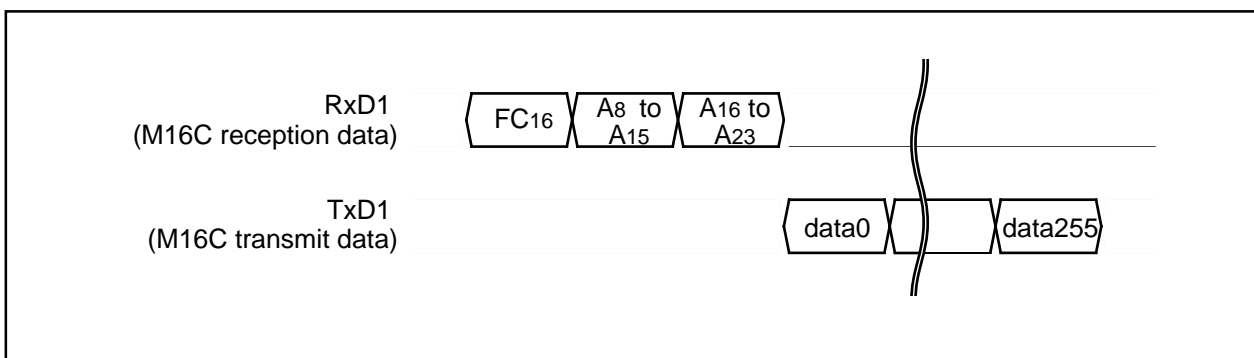 RxD1
(M16C reception data)
FC16
A8 to
A15
A16 to
A23
TxD1
(M16C transmit data)
data0
data255